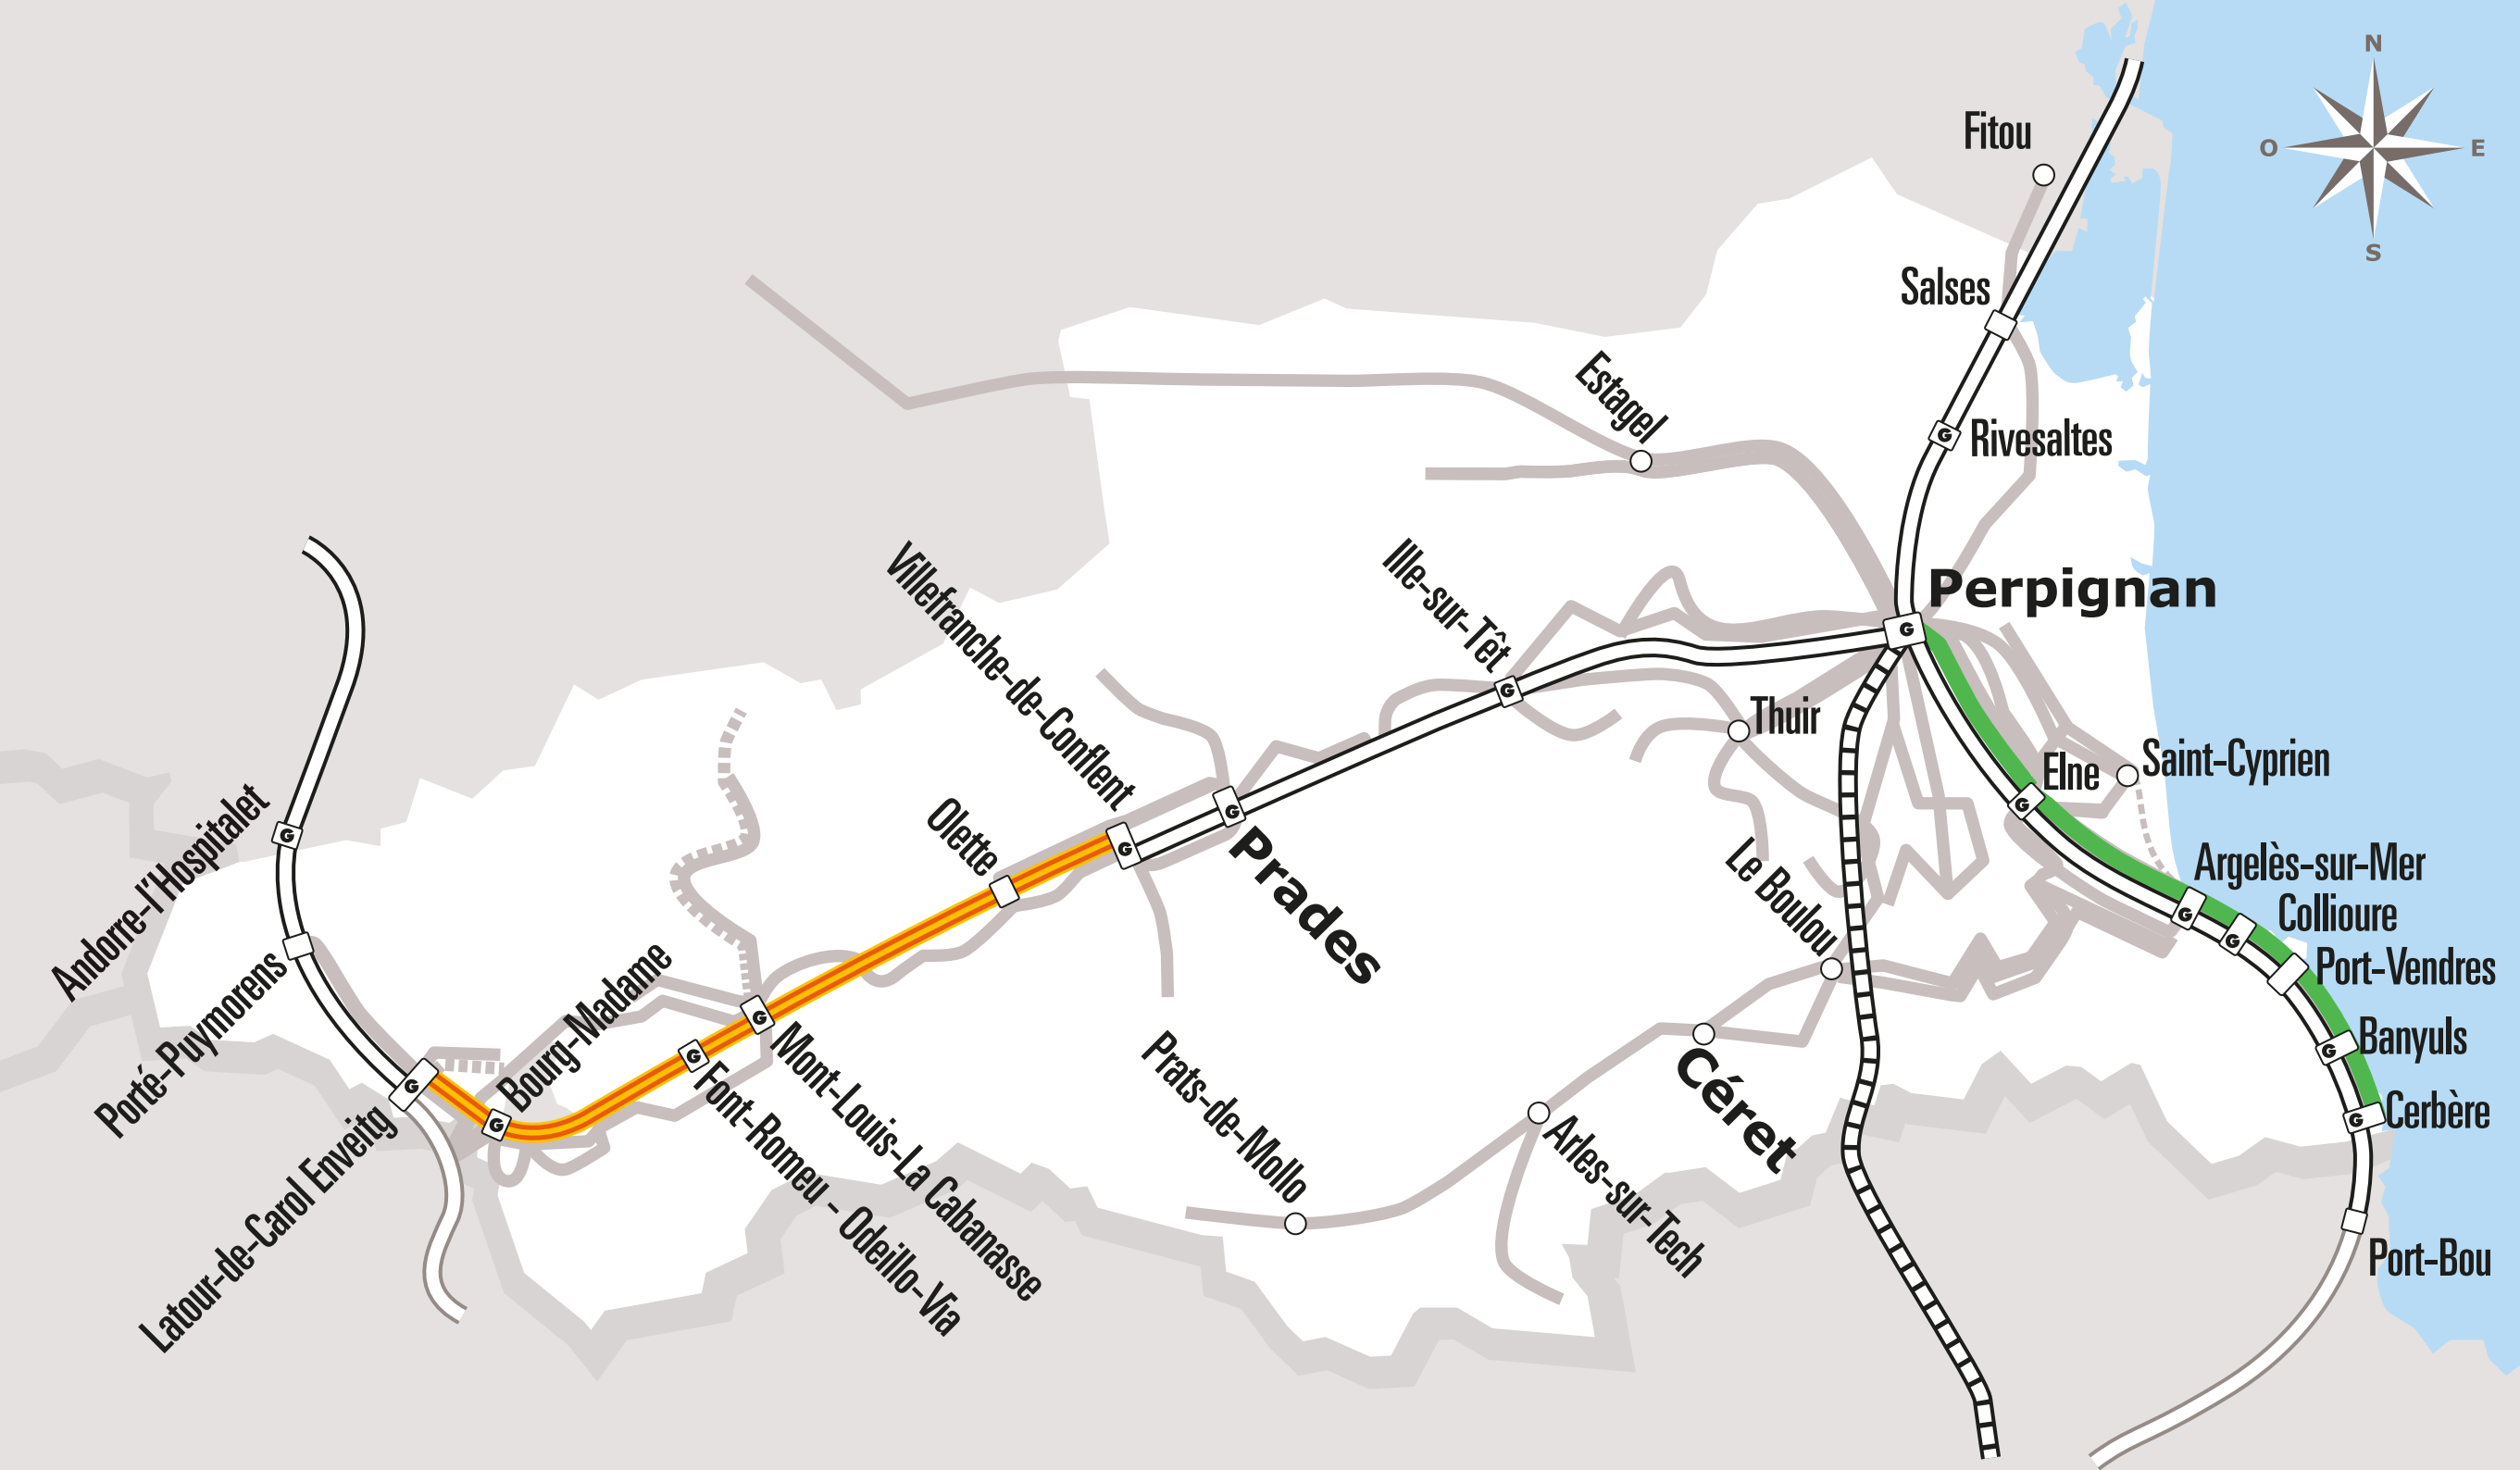 N
Fitou
O
E
S
Salses
Estagel
Rivesaltes
Villefranche-de-Conflent
Ille-sur-Têt
G
Perpignan
G
G
G
Thuir
Saint-Cyprien
Elne
Andorre-l'Hospitalet
Olette
G
G
G
G
Prades
Le Boulou
Argelès-sur-Mer
G
Collioure
G
Porté-Puymorens
Port-Vendres
Bourg-Madame
G
Mont-Louis-La Cabanasse
Banyuls
G
G
Font-Romeu - Odeillo-Via
G
Prats-de-Mollo
Céret
Cerbère
G
G
Latour-de-Carol Enveitg
Arles-sur-Tech
Port-Bou